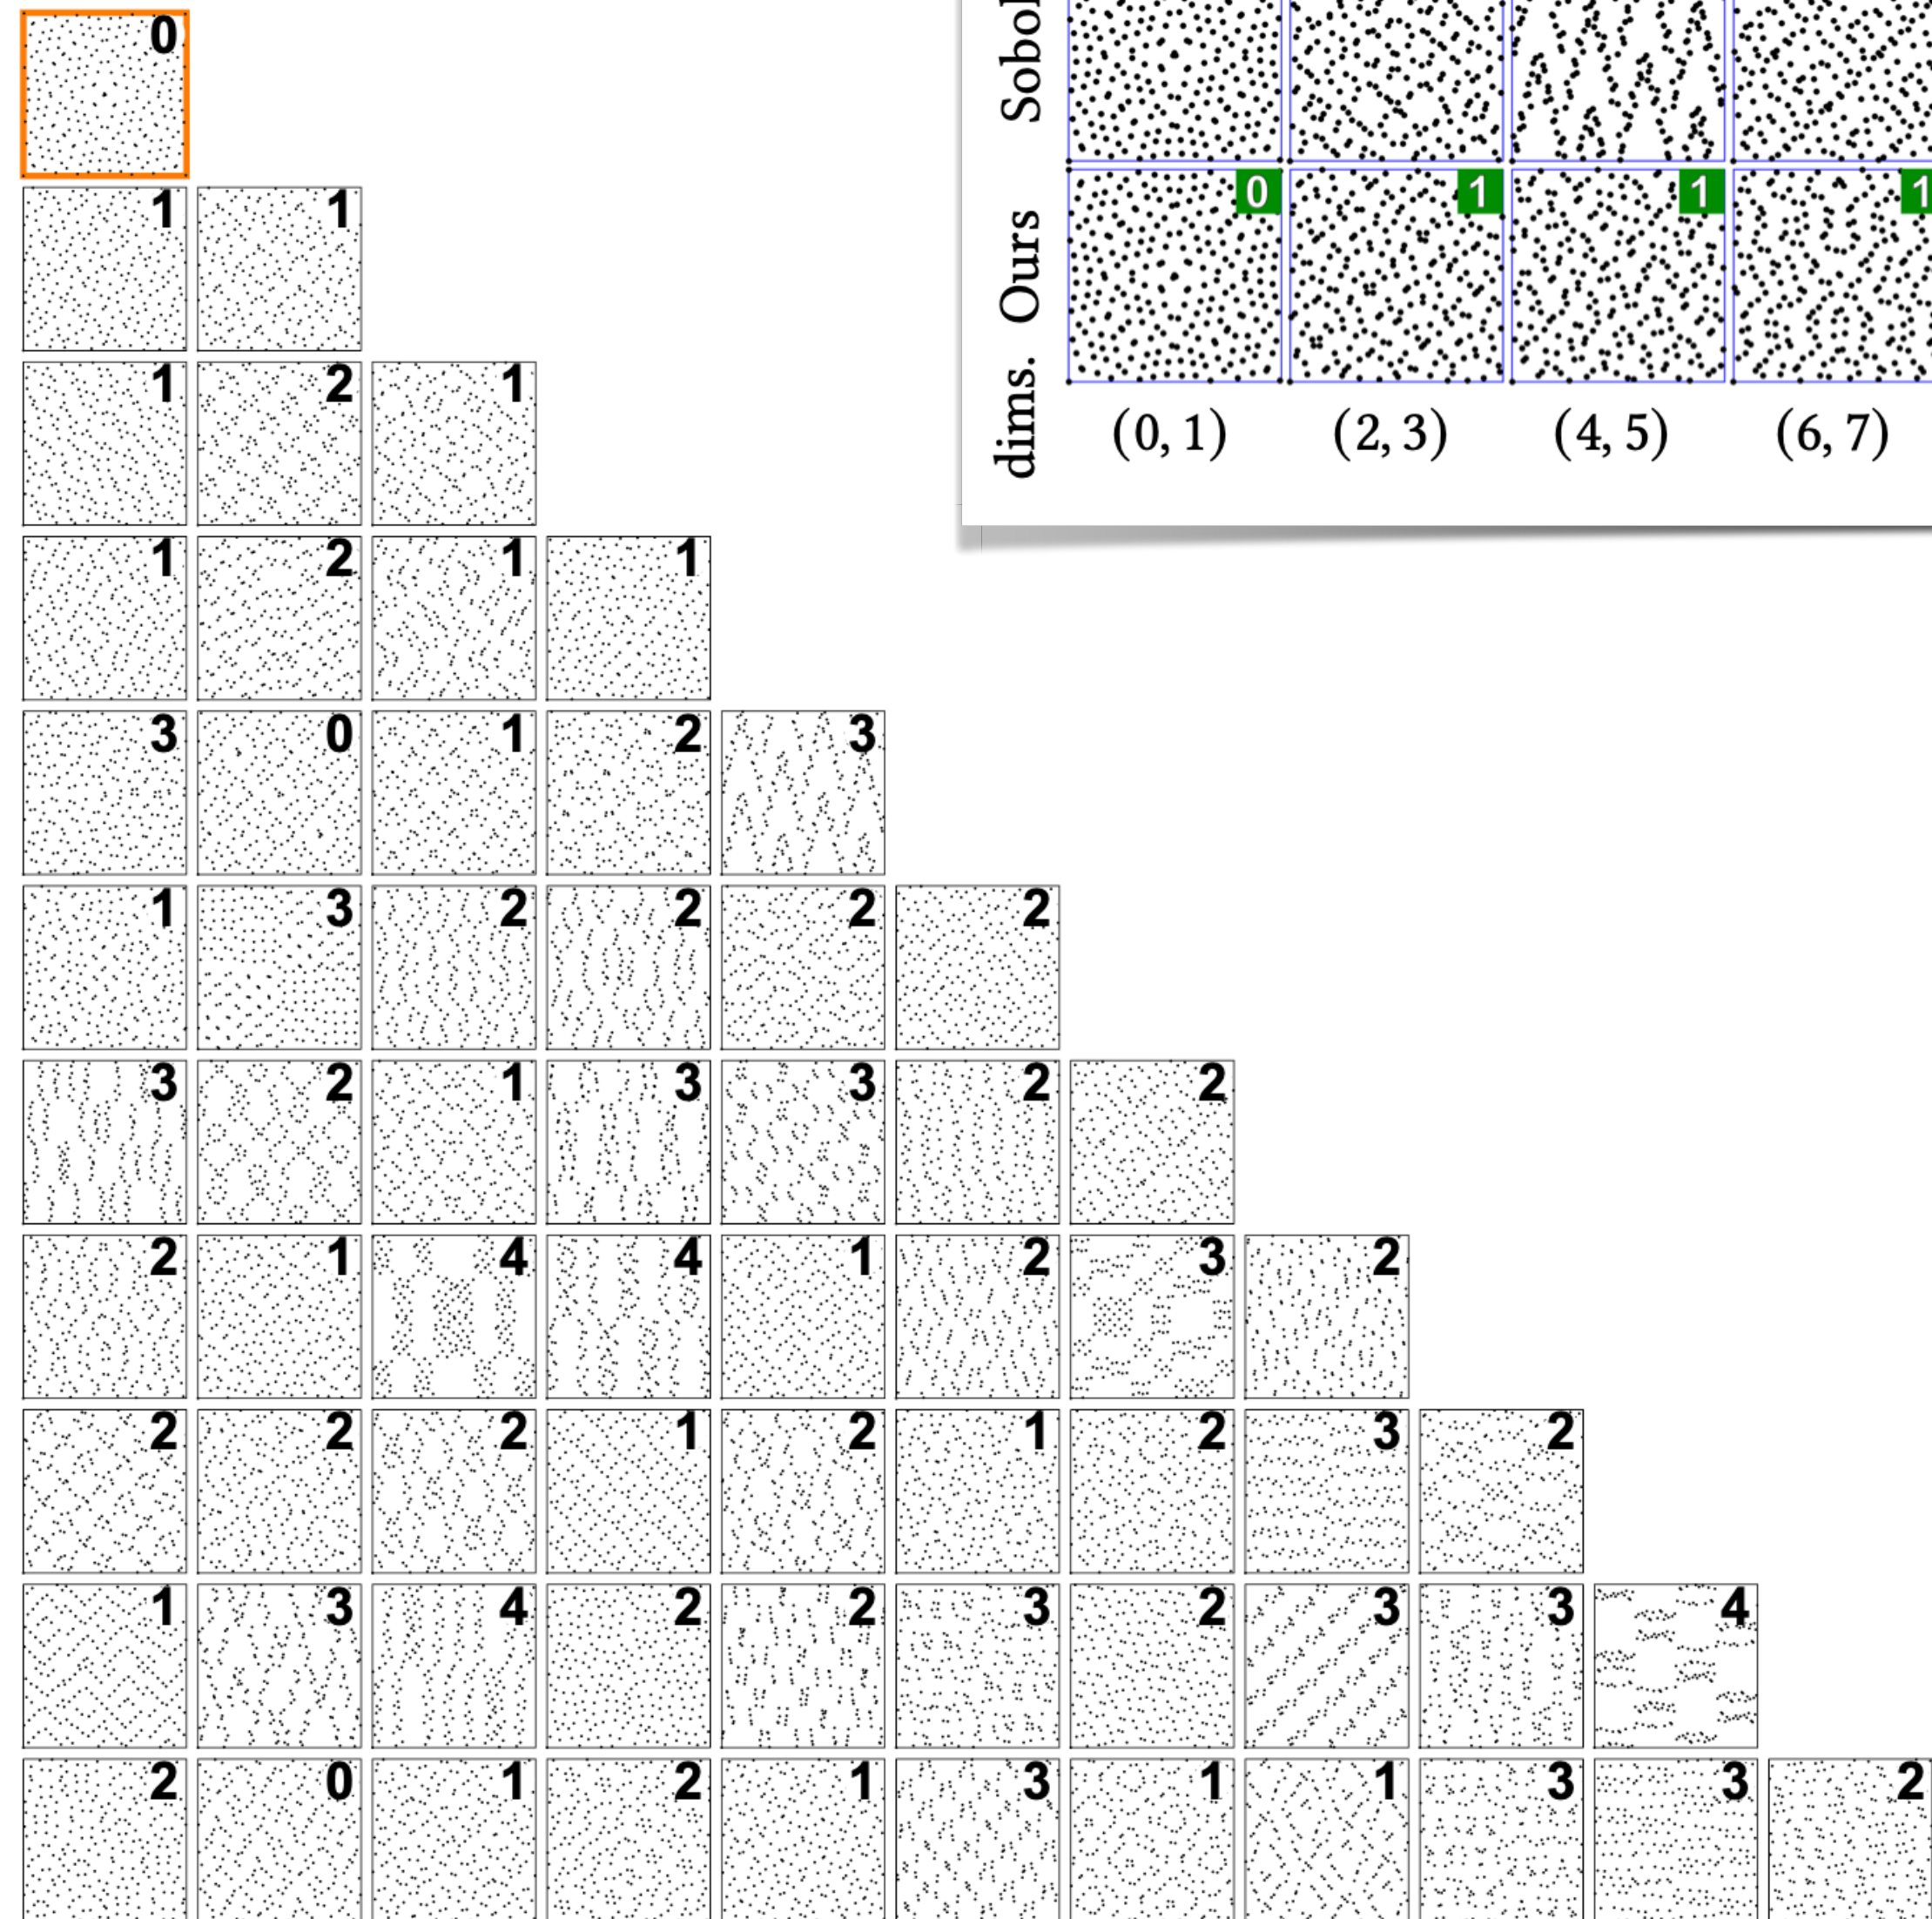 0
1 1
1 2 1
1 2 1 1
3 0 1 2 3
1 3 2 2 2 2
3 2 1 3 3 2 2
2 1 4 4 1 2 3 2
2 2 2 1 2 1 2 3 2
1 3 4 2 2 3 2 3 3 4
2 0 1 2 1 3 1 1 3 3 2
Sobol
Ours
0 1 1 1
dims.
(0, 1) (2, 3) (4, 5) (6, 7)